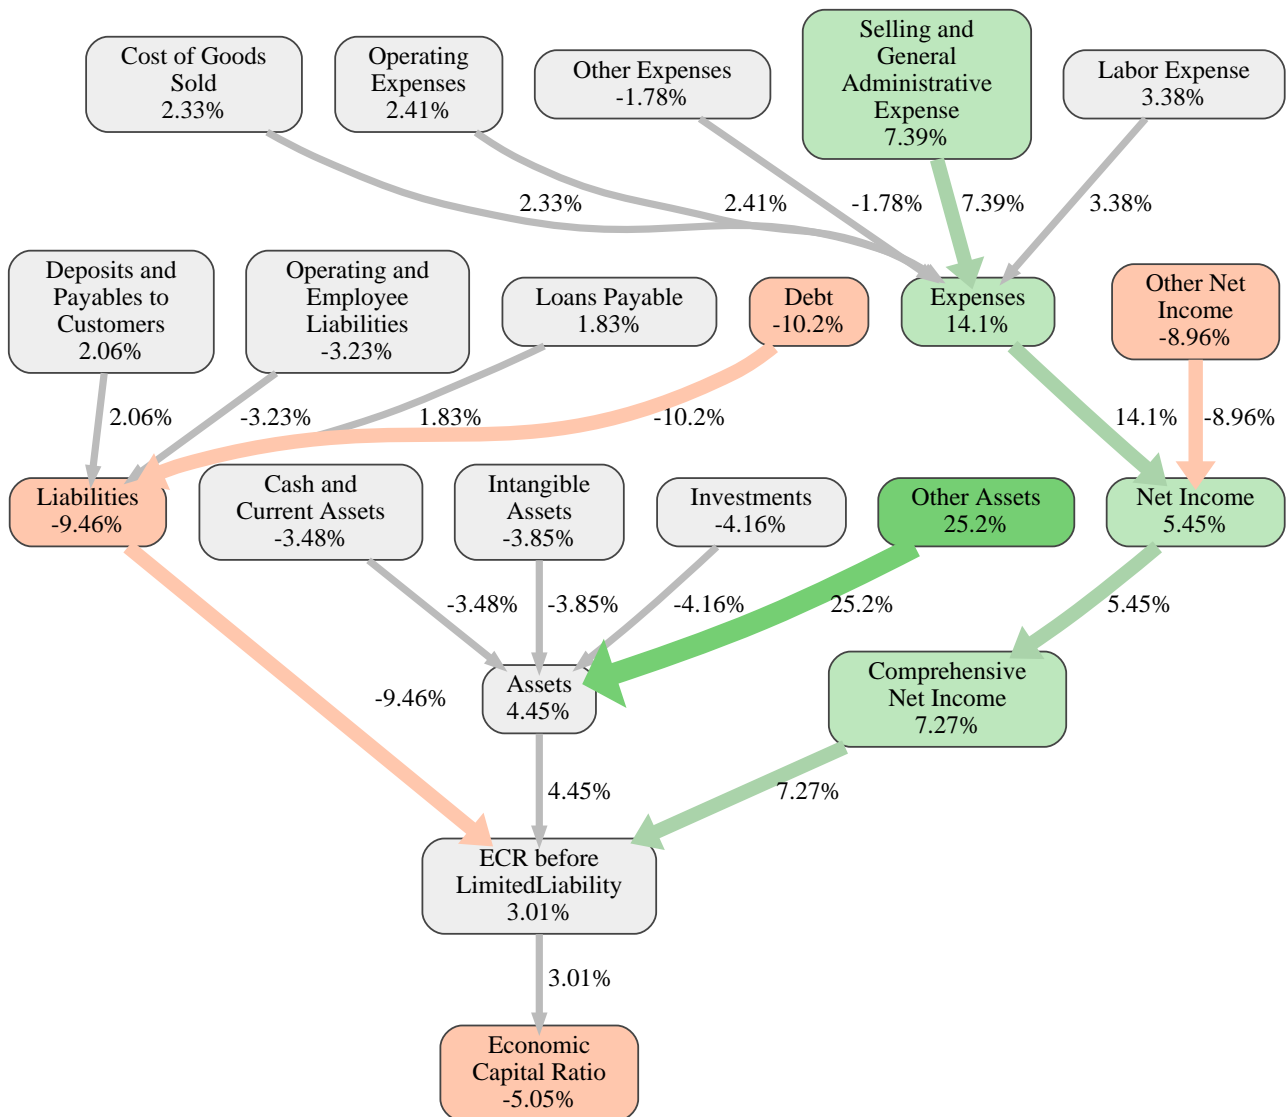 Cost of Goods
Sold
2.33%
Operating
Expenses
2.41%
Other Expenses
-1.78%
Selling and
General
Administrative
Expense
7.39%
Labor Expense
3.38%
2.33%
2.41%
-1.78%
7.39%
3.38%
Deposits and
Payables to
Customers
2.06%
Operating and
Employee
Liabilities
-3.23%
Loans Payable
1.83%
Debt
-10.2%
Expenses
14.1%
Other Net
Income
-8.96%
2.06%
-3.23%
1.83%
-10.2%
14.1%
-8.96%
Liabilities
-9.46%
Cash and
Current Assets
-3.48%
Intangible
Assets
-3.85%
Investments
-4.16%
Other Assets
25.2%
Net Income
5.45%
-3.48%
-3.85%
-4.16%
25.2%
5.45%
-9.46%
Assets
4.45%
Comprehensive
Net Income
7.27%
4.45%
7.27%
ECR before
LimitedLiability
3.01%
3.01%
Economic
Capital Ratio
-5.05%